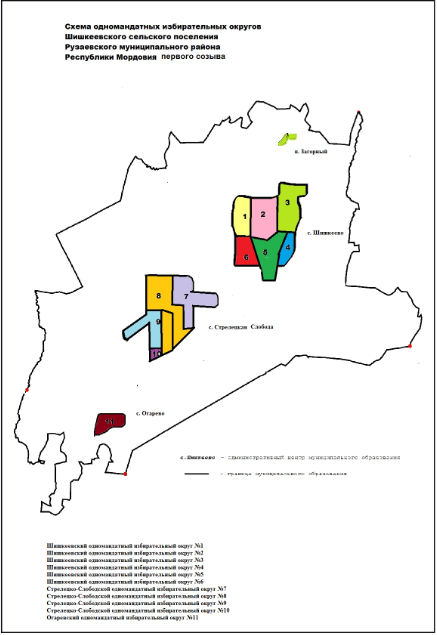 Схема одномандатных избирательных округов
Шишкеевского сельского поселения
Рузаевского муниципального района
Республики Мордовия первого созыва
п. Загорный
3
2
1
с. Шишкеево
4
5
6
8
7
9
с. Стрелецкая Слобода
10
с. Огарево
11
с.Шишкеево - административный центр муниципального образования
- граница муниципального образования
Шишкеевский одномандатный избирательный округ №1
Шишкеевский одномандатный избирательный округ №2
Шишкеевский одномандатный избирательный округ №3
Шишкеевский одномандатный избирательный округ №4
Шишкеевский одномандатный избирательный округ №5
Шишкеевский одномандатный избирательный округ №6
Стрелецко-Слободской одномандатный избирательный округ №7
Стрелецко-Слободской одномандатный избирательный округ №8
Стрелецко-Слободской одномандатный избирательный округ №9
Стрелецко-Слободской одномандатный избирательный округ №10
Огаревский одномандатный избирательный округ №11